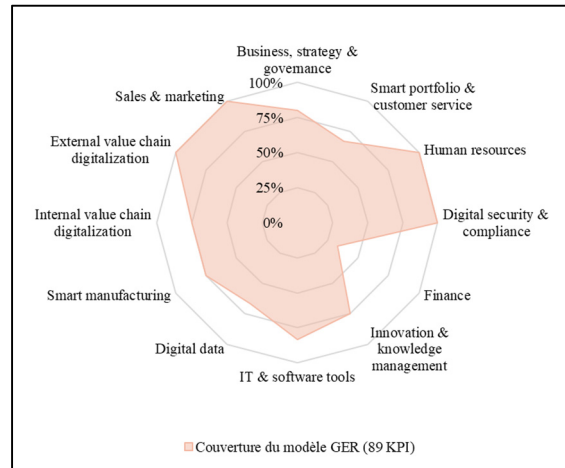 Business, strategy &
governance
100%
Smart portfolio &
customer service
Sales & marketing
75%
External value chain
digitalization
Human resources
50%
25%
Internal value chain
digitalization
0%
Digital security &
compliance
Smart manufacturing
Finance
Digital data
Innovation &
knowledge
management
IT & software tools
Couverture du modèle GER (89 KPI)